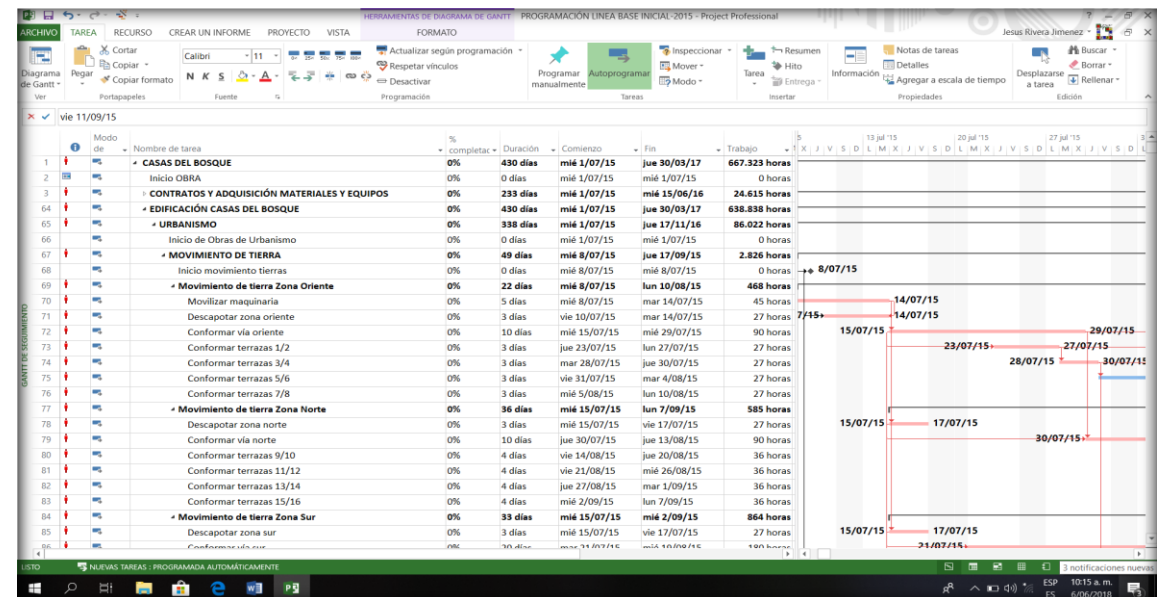 HERRAMIENTAS DE DIAGRAMA DE GANTT PROGRAMACIÓN LINEA BASE INICIAL-2015 - Project Professional
ARCHIVO TAREA RECURSO CREAR UN INFORME PROYECTO VISTA FORMATO Jesus Rivera Jimenez
Cortar Calibri 11 Actualizar según programación Inspeccionar Resumen Notas de tareas Buscar
Copiar Respetar vínculos Mover Hito Detalles Borrar
Diagrama de Gantt Pegar Copiar formato N K S Desactivar Programar manualmente Autoprogramar Modo Tarea Entrega Información Agregar a escala de tiempo Desplazarse a tarea Rellenar
Ver Portapapeles Fuente Programación Tareas Insertar Propiedades Edición
vie 11/09/15
Modo de Nombre de tarea % completac Duración Comienzo Fin Trabajo 13 jul '15 20 jul '15 27 jul '15
X J V S D L M X J V S D L M X J V S D L M X J V S D L
1 CASAS DEL BOSQUE 0% 430 días mié 1/07/15 jue 30/03/17 667.323 horas
2 Inicio OBRA 0% 0 días mié 1/07/15 mié 1/07/15 0 horas
3 CONTRATOS Y ADQUISICIÓN MATERIALES Y EQUIPOS 0% 233 días mié 1/07/15 mié 15/06/16 24.615 horas
64 EDIFICACIÓN CASAS DEL BOSQUE 0% 430 días mié 1/07/15 jue 30/03/17 638.838 horas
65 URBANISMO 0% 338 días mié 1/07/15 jue 17/11/16 86.022 horas
66 Inicio de Obras de Urbanismo 0% 0 días mié 1/07/15 mié 1/07/15 0 horas
67 MOVIMIENTO DE TIERRA 0% 49 días mié 8/07/15 jue 17/09/15 2.826 horas
68 Inicio movimiento tierras 0% 0 días mié 8/07/15 mié 8/07/15 0 horas 8/07/15
69 Movimiento de tierra Zona Oriente 0% 22 días mié 8/07/15 lun 10/08/15 468 horas
70 Movilizar maquinaria 0% 5 días mié 8/07/15 mar 14/07/15 45 horas 14/07/15
71 Descapotar zona oriente 0% 3 días vie 10/07/15 mar 14/07/15 27 horas 7/15 14/07/15
72 Conformar vía oriente 0% 10 días mié 15/07/15 mié 29/07/15 90 horas 15/07/15 29/07/15
73 Conformar terrazas 1/2 0% 3 días jue 23/07/15 lun 27/07/15 27 horas 23/07/15 27/07/15
74 Conformar terrazas 3/4 0% 3 días mar 28/07/15 jue 30/07/15 27 horas 28/07/15 30/07/15
75 Conformar terrazas 5/6 0% 3 días vie 31/07/15 mar 4/08/15 27 horas
76 Conformar terrazas 7/8 0% 3 días mié 5/08/15 lun 10/08/15 27 horas
77 Movimiento de tierra Zona Norte 0% 36 días mié 15/07/15 lun 7/09/15 585 horas
78 Descapotar zona norte 0% 3 días mié 15/07/15 vie 17/07/15 27 horas 15/07/15 17/07/15
79 Conformar vía norte 0% 10 días jue 30/07/15 jue 13/08/15 90 horas 30/07/15
80 Conformar terrazas 9/10 0% 4 días vie 14/08/15 jue 20/08/15 36 horas
81 Conformar terrazas 11/12 0% 4 días vie 21/08/15 mié 26/08/15 36 horas
82 Conformar terrazas 13/14 0% 4 días jue 27/08/15 mar 1/09/15 36 horas
83 Conformar terrazas 15/16 0% 4 días mié 2/09/15 lun 7/09/15 36 horas
84 Movimiento de tierra Zona Sur 0% 33 días mié 15/07/15 mié 2/09/15 864 horas
85 Descapotar zona sur 0% 3 días mié 15/07/15 vie 17/07/15 27 horas 15/07/15 17/07/15
86 Conformar vía sur 0% 20 días mar 21/07/15 mié 19/08/15 180 horas 21/07/15
GANTT DE SEGUIMIENTO
LISTO NUEVAS TAREAS : PROGRAMADA AUTOMÁTICAMENTE 3 notificaciones nuevas
ESP 10:15 a. m.
ES 6/06/2018